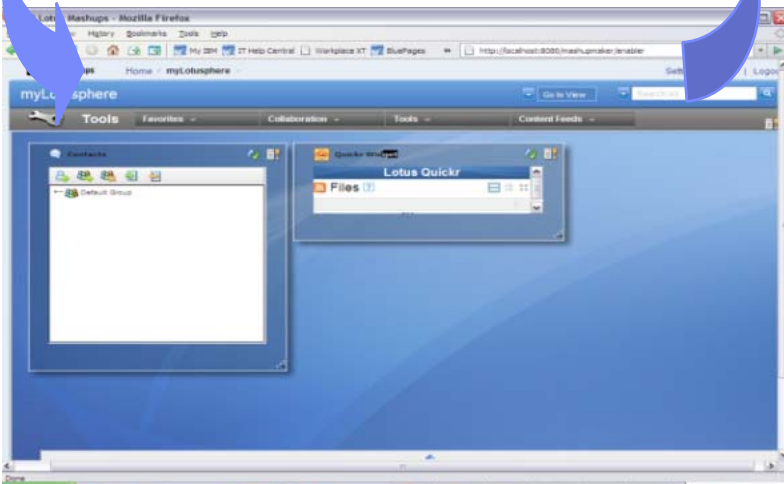 Lotus Mashups - Mozilla Firefox
History Bookmarks Tools Help
My IBM IT Help Central Workplace XT BluePages http://localhost:8080/mashupmaker/enabler
Home myLotusphere Logo
myLotusphere Go to View Search All
Tools Favorites Collaboration Tools Content Feeds
Contacts
Default Group
Quickr
Lotus Quickr
Files
Done